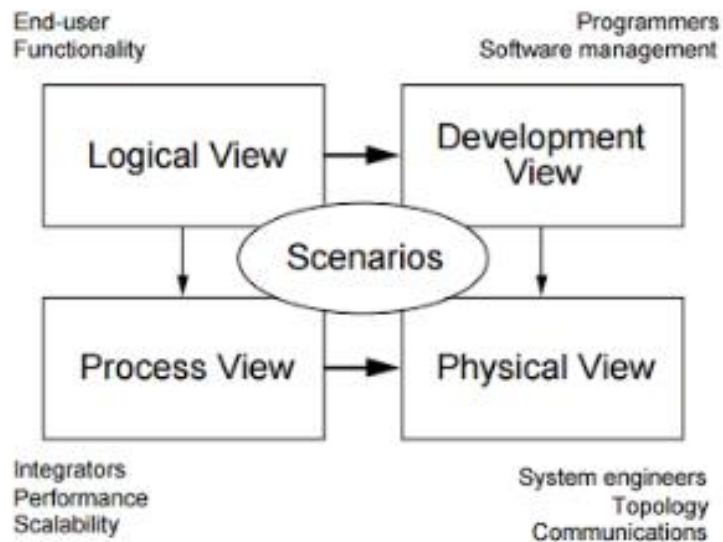 End-user
Functionality
Programmers
Software management
Logical View
Development
View
Scenarios
Process View
Physical View
Integrators
Performance
Scalability
System engineers
Topology
Communications